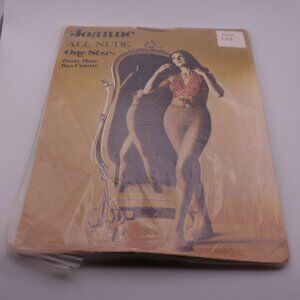 Joanne
ALL NUDE
One Size
Panty Hose
Bas Culotte